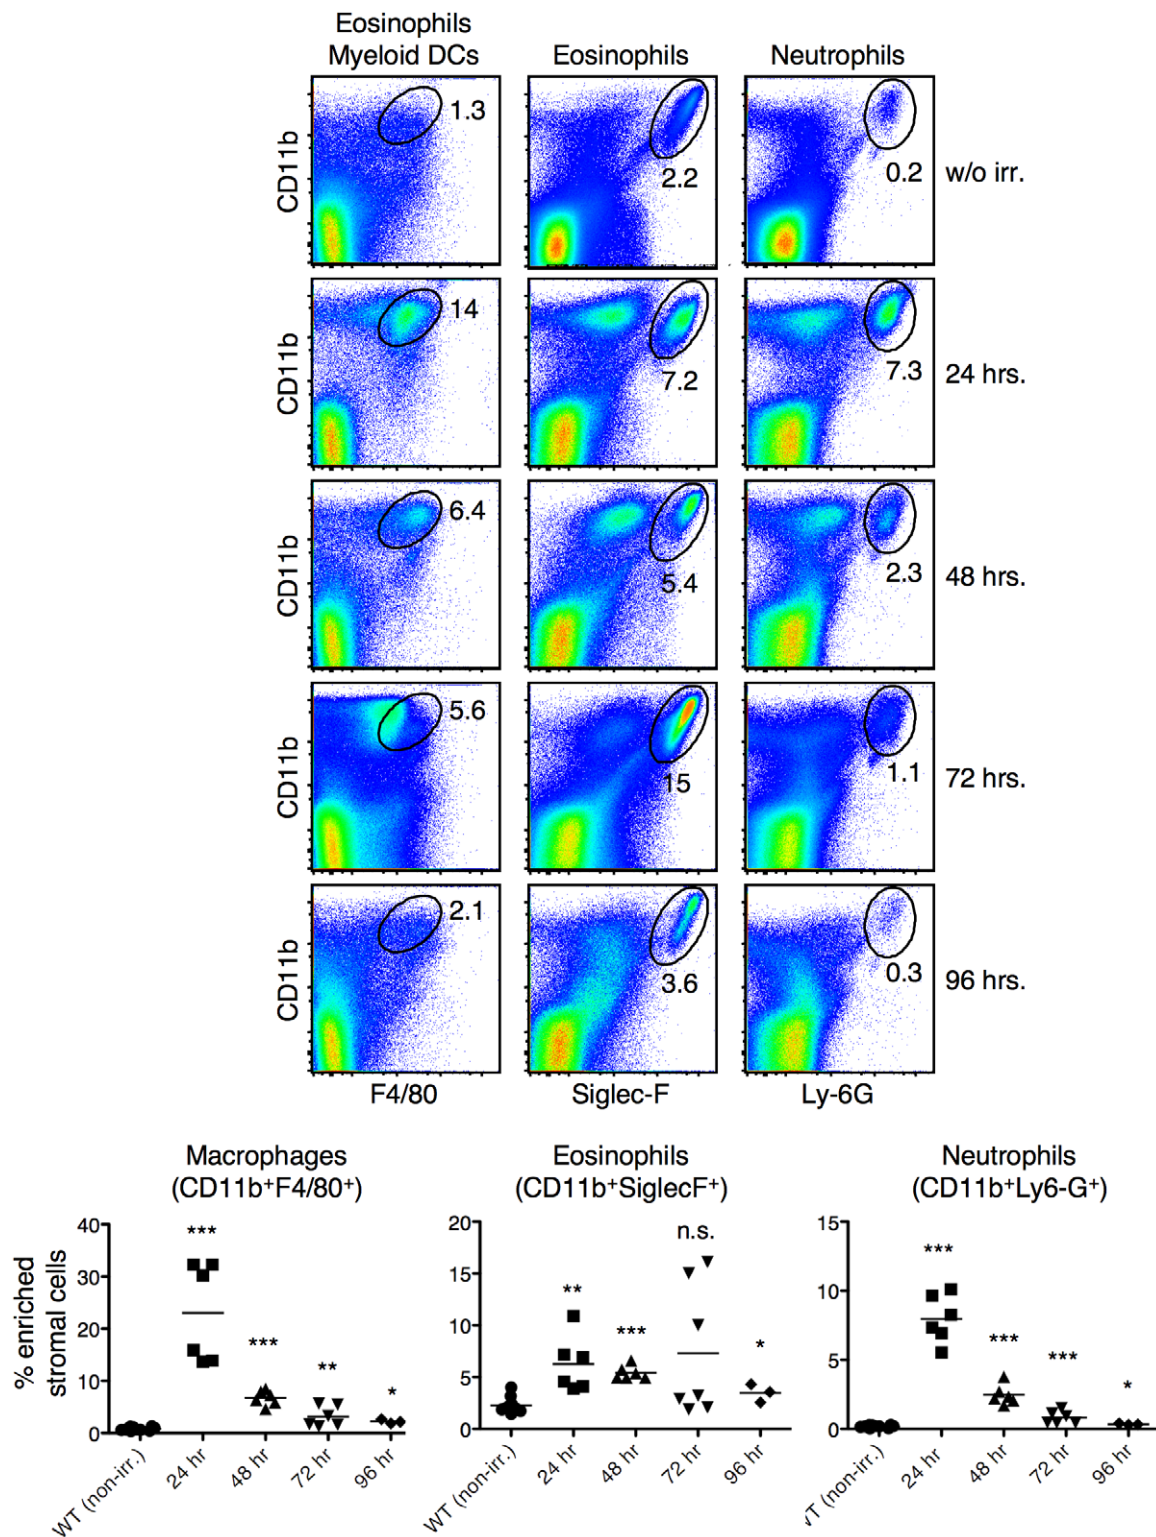 Eosinophils
Myeloid DCs
Eosinophils
Neutrophils
CD11b
1.3
2.2
0.2
w/o irr.
CD11b
14
7.2
7.3
24 hrs.
CD11b
6.4
5.4
2.3
48 hrs.
CD11b
5.6
15
1.1
72 hrs.
CD11b
2.1
3.6
0.3
96 hrs.
F4/80
Siglec-F
Ly-6G
Macrophages
(CD11b+F4/80+)
Eosinophils
(CD11b+SiglecF+)
Neutrophils
(CD11b+Ly6-G+)
% enriched
stromal cells
40
30
20
10
0
***
***
**
*
WT (non-irr.)
24 hr
48 hr
72 hr
96 hr
20
15
10
5
0
**
***
n.s.
*
WT (non-irr.)
24 hr
48 hr
72 hr
96 hr
15
10
5
0
***
***
***
*
WT (non-irr.)
24 hr
48 hr
72 hr
96 hr